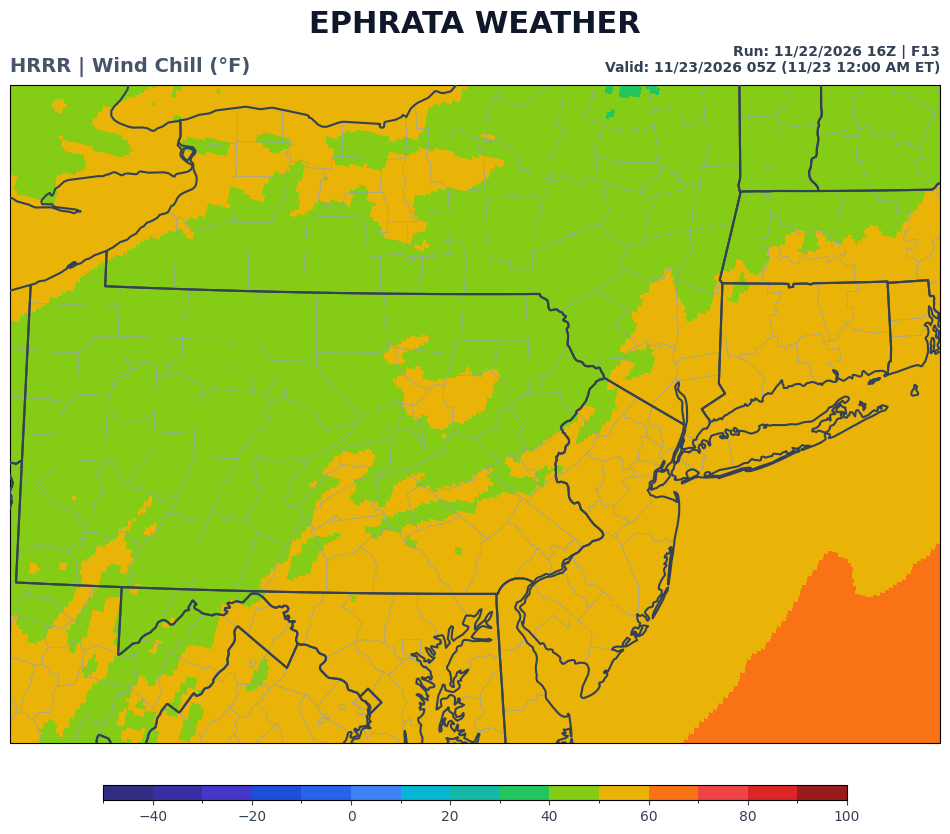 EPHRATA WEATHER
HRRR | Wind Chill (°F)
Run: 11/22/2026 16Z | F13
Valid: 11/23/2026 05Z (11/23 12:00 AM ET)
−40 −20 0 20 40 60 80 100